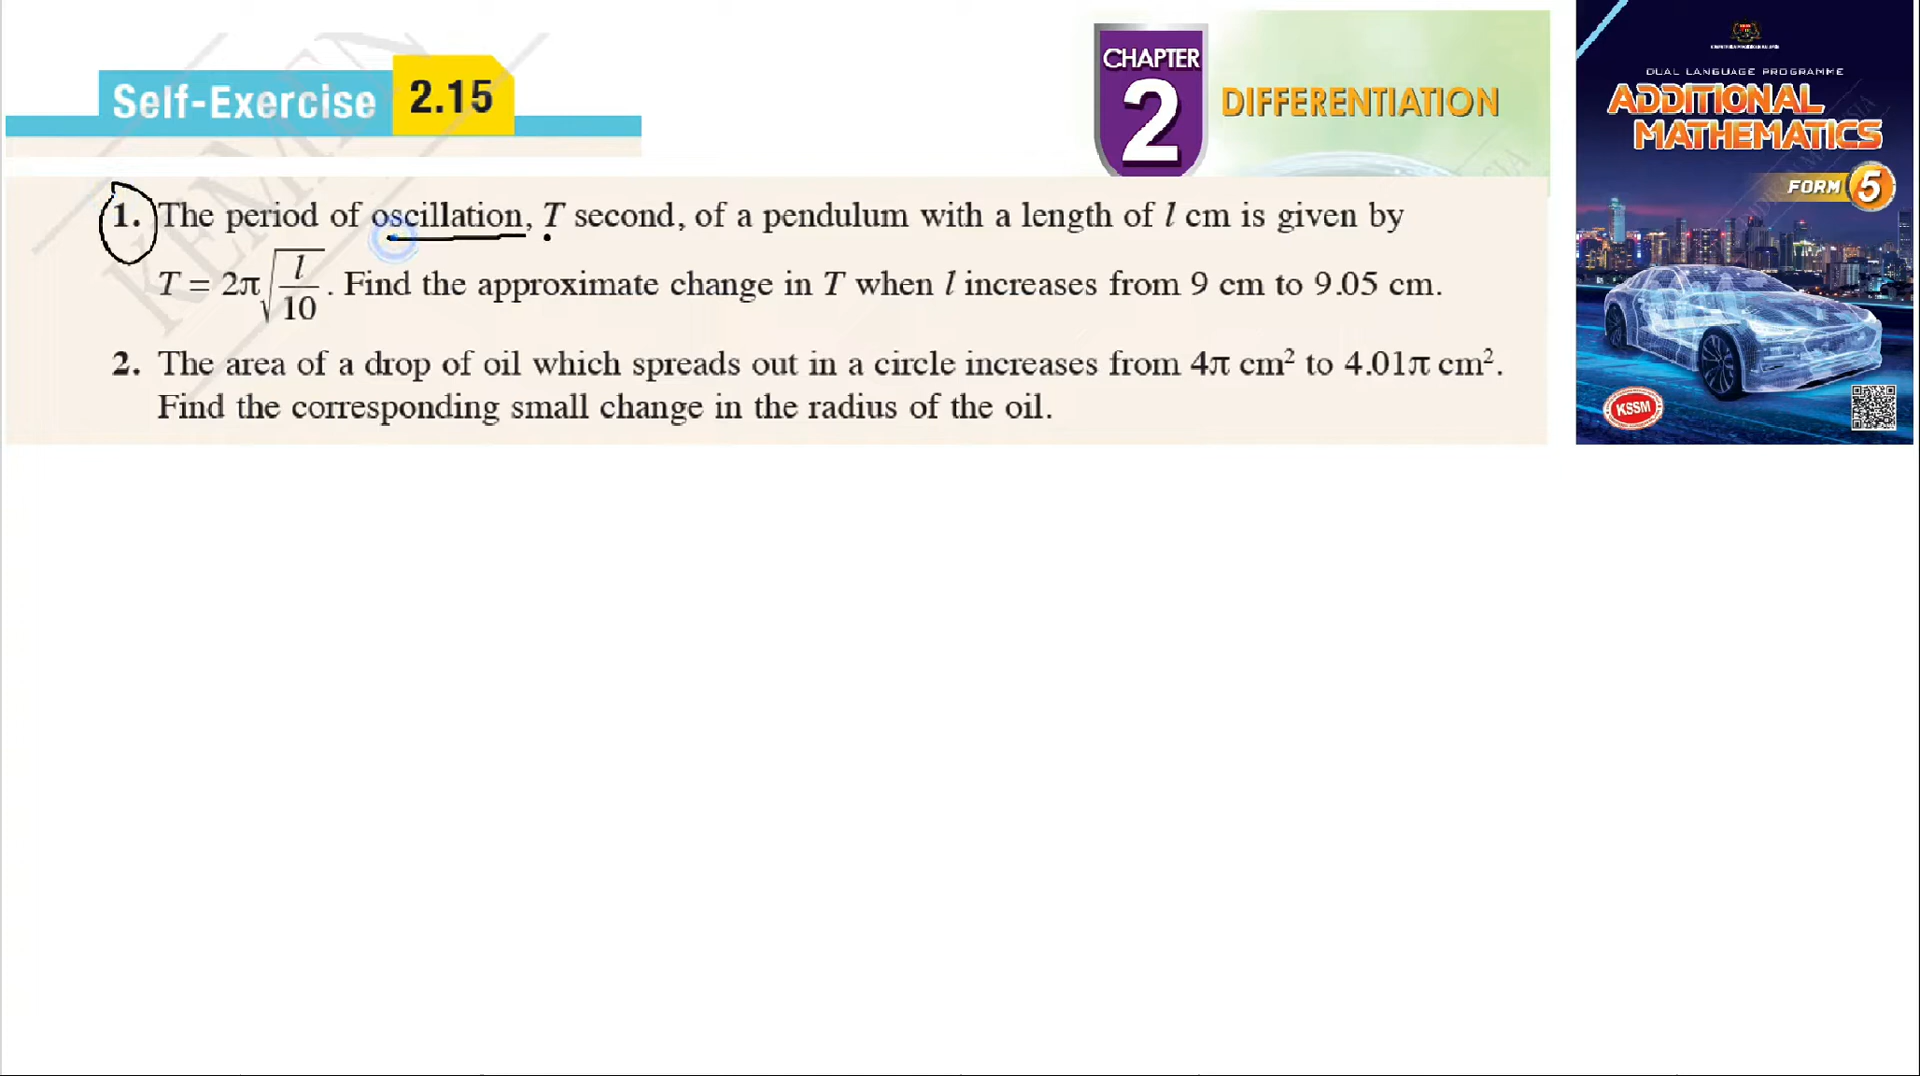 Self-Exercise 2.15
CHAPTER
2
DIFFERENTIATION
1. The period of oscillation, T second, of a pendulum with a length of l cm is given by
T = 2π√(l/10). Find the approximate change in T when l increases from 9 cm to 9.05 cm.
2. The area of a drop of oil which spreads out in a circle increases from 4π cm² to 4.01π cm².
Find the corresponding small change in the radius of the oil.
DUAL LANGUAGE PROGRAMME
ADDITIONAL
MATHEMATICS
FORM 5
KSSM